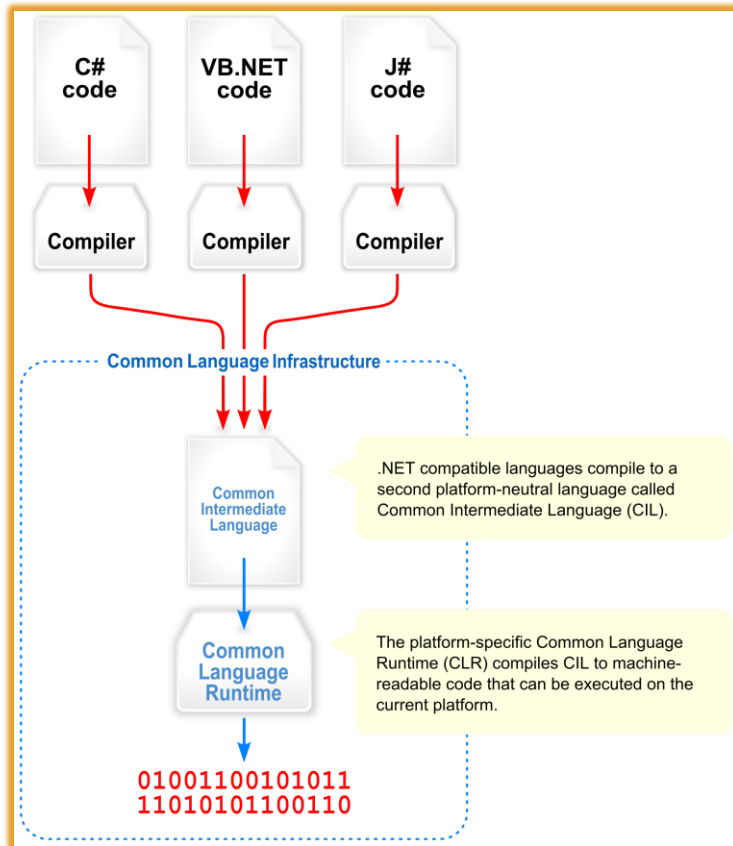 C#
code
VB.NET
code
J#
code
Compiler
Compiler
Compiler
Common Language Infrastructure
Common
Intermediate
Language
.NET compatible languages compile to a
second platform-neutral language called
Common Intermediate Language (CIL).
Common
Language
Runtime
The platform-specific Common Language
Runtime (CLR) compiles CIL to machine-
readable code that can be executed on the
current platform.
01001100101011
11010101100110